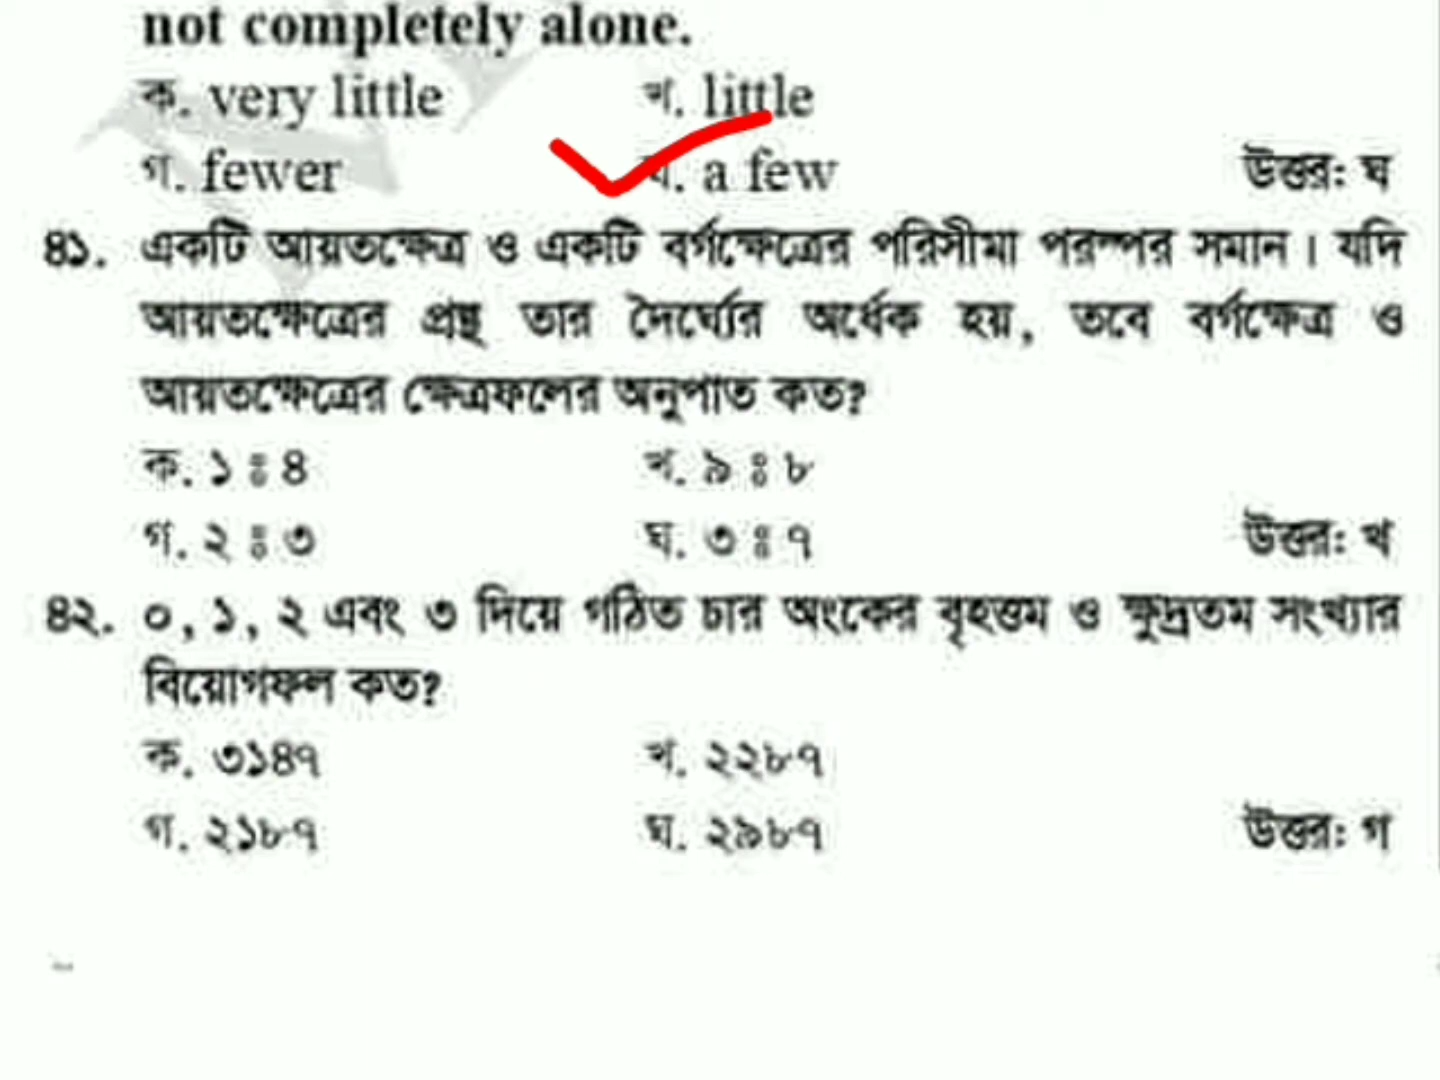 not completely alone.
ক. very little খ. little
গ. fewer ঘ. a few উত্তর: ঘ
৪১. একটি আয়তক্ষেত্র ও একটি বর্গক্ষেত্রের পরিসীমা পরস্পর সমান। যদি
আয়তক্ষেত্রের প্রস্থ তার দৈর্ঘ্যের অর্ধেক হয়, তবে বর্গক্ষেত্র ও
আয়তক্ষেত্রের ক্ষেত্রফলের অনুপাত কত?
ক. ১ ঃ ৪ খ. ৯ ঃ ৮
গ. ২ ঃ ৩ ঘ. ৩ ঃ ৭ উত্তর: খ
৪২. ০, ১, ২ এবং ৩ দিয়ে গঠিত চার অংকের বৃহত্তম ও ক্ষুদ্রতম সংখ্যার
বিয়োগফল কত?
ক. ৩১৪৭ খ. ২২৮৭
গ. ২১৮৭ ঘ. ২৯৮৭ উত্তর: গ